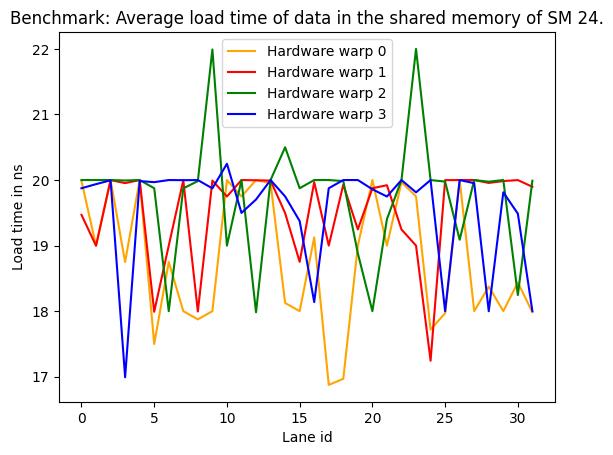 Benchmark: Average load time of data in the shared memory of SM 24.
Hardware warp 0
Hardware warp 1
Hardware warp 2
Hardware warp 3
Load time in ns
22
21
20
19
18
17
0 5 10 15 20 25 30
Lane id